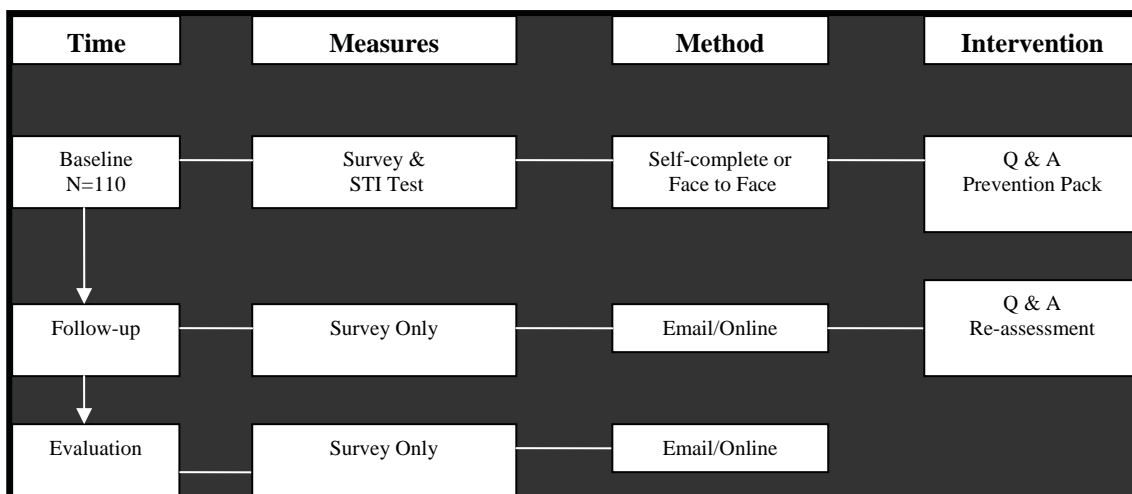 Time
Measures
Method
Intervention
Baseline
N=110
Survey &
STI Test
Self-complete or
Face to Face
Q & A
Prevention Pack
Follow-up
Survey Only
Email/Online
Q & A
Re-assessment
Evaluation
Survey Only
Email/Online